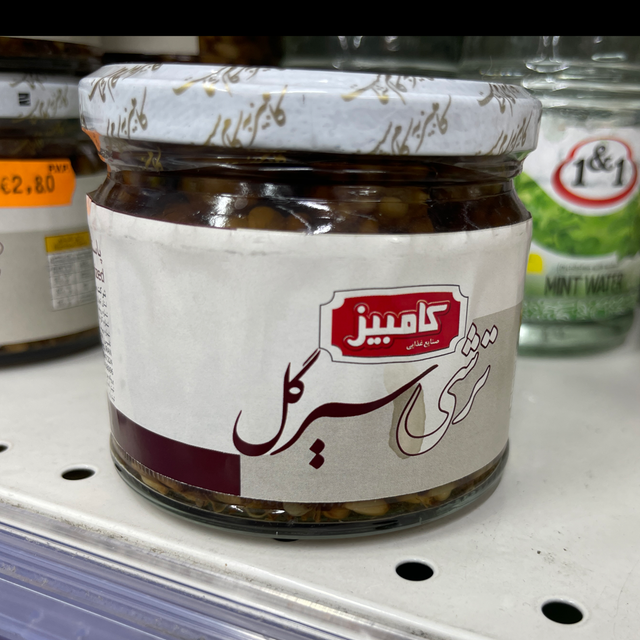 €2,80
1&1
MINT WATER
کامبیز
صنایع غذایی
ترشی سیر گل